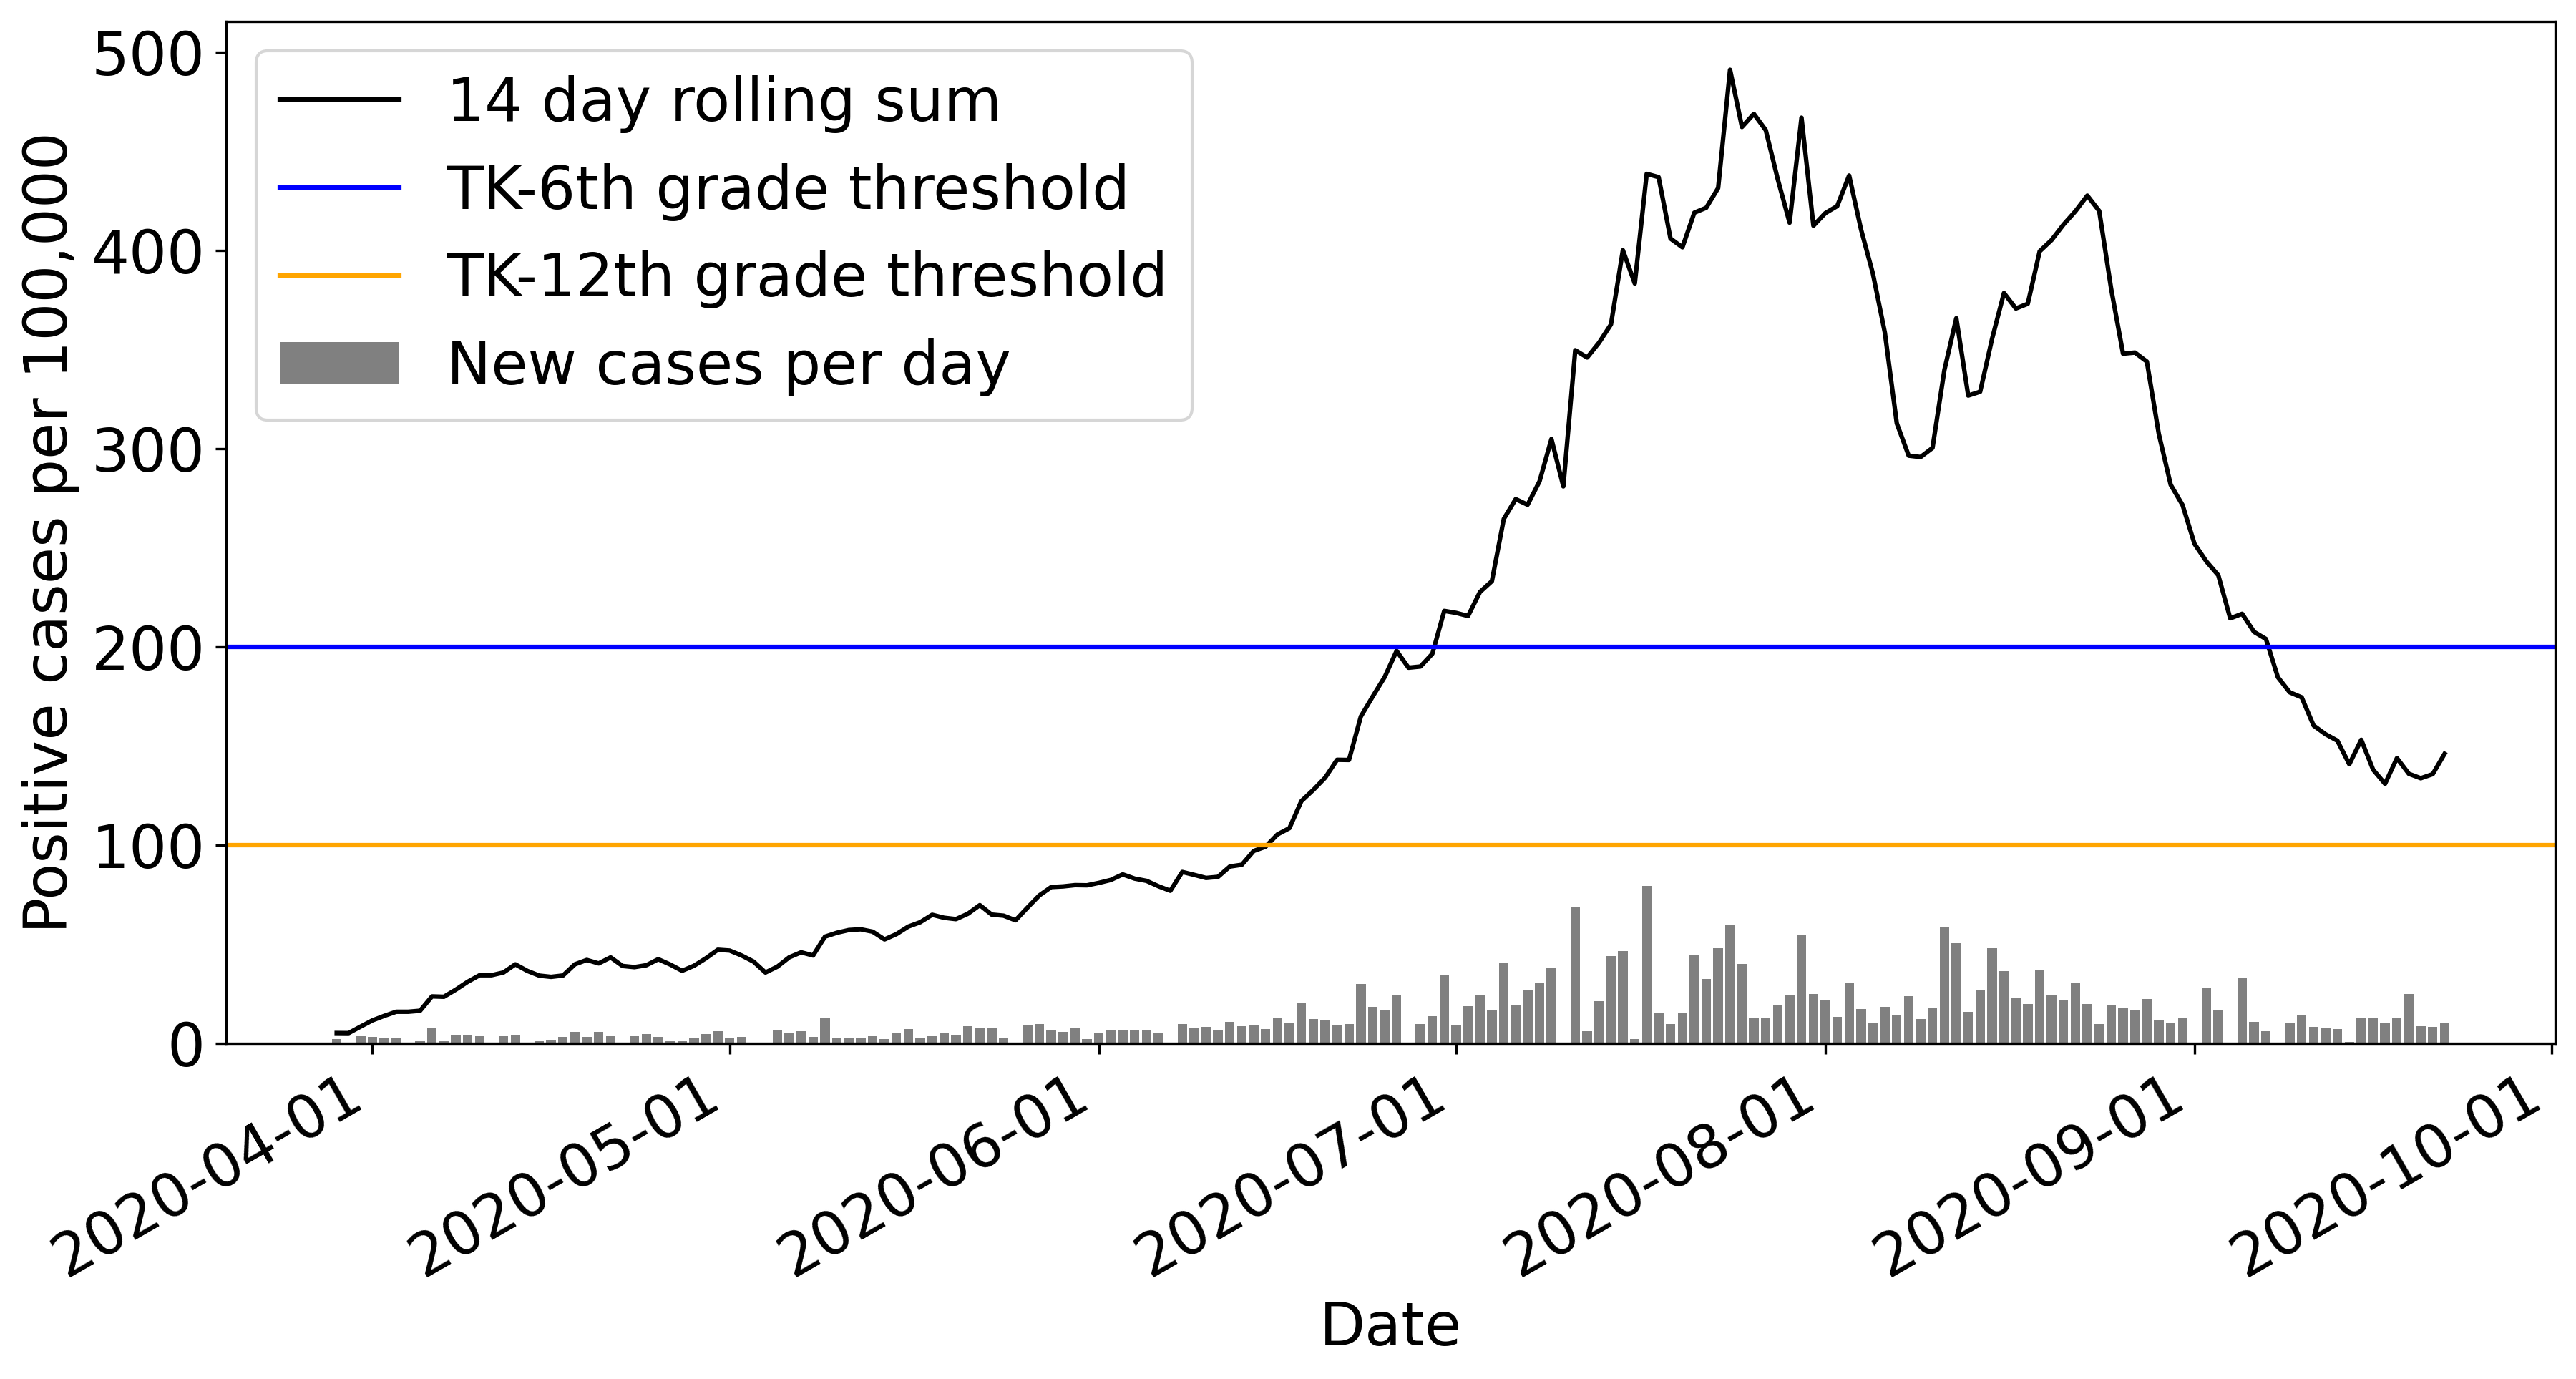 500
400
300
200
100
0
Positive cases per 100,000
14 day rolling sum
TK-6th grade threshold
TK-12th grade threshold
New cases per day
2020-04-01
2020-05-01
2020-06-01
2020-07-01
2020-08-01
2020-09-01
2020-10-01
Date